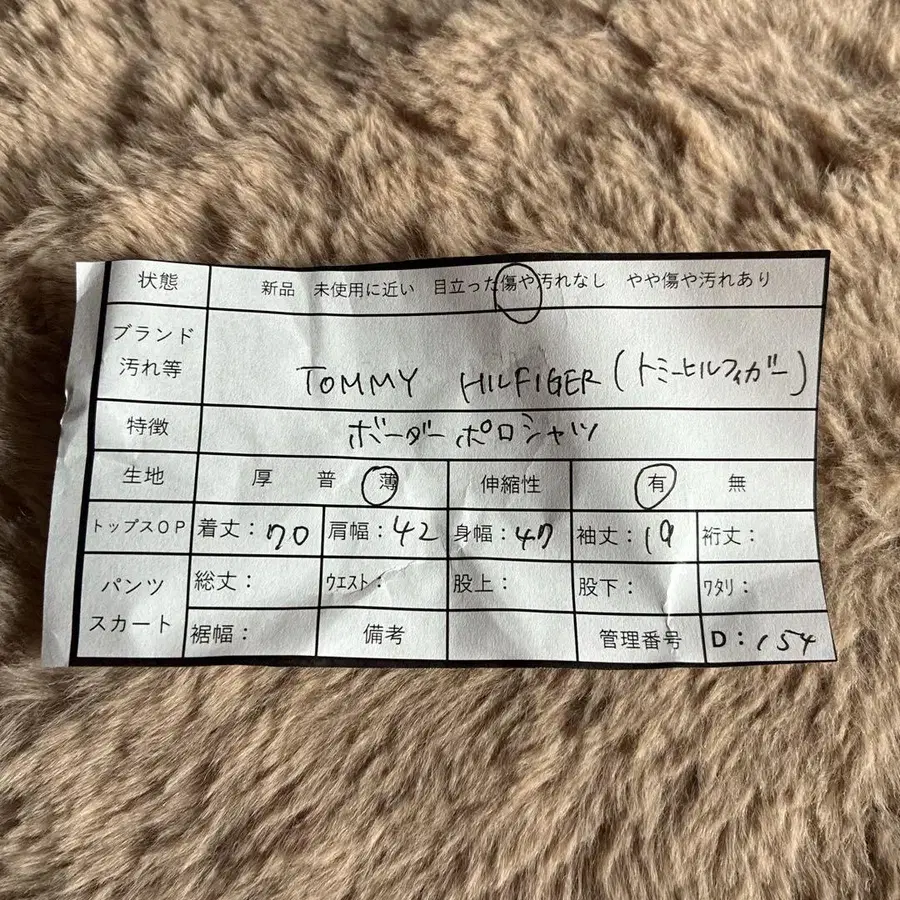 状態 新品 未使用に近い 目立った傷や汚れなし やや傷や汚れあり
ブランド
汚れ等 TOMMY HILFIGER (トミーヒルフィガー)
特徴 ボーダーポロシャツ
生地 厚 普 薄 伸縮性 有 無
トップスOP 着丈:70 肩幅:42 身幅:47 袖丈:19 裄丈:
パンツ 総丈: ウエスト: 股上: 股下: ワタリ:
スカート 裾幅: 備考 管理番号 D:154